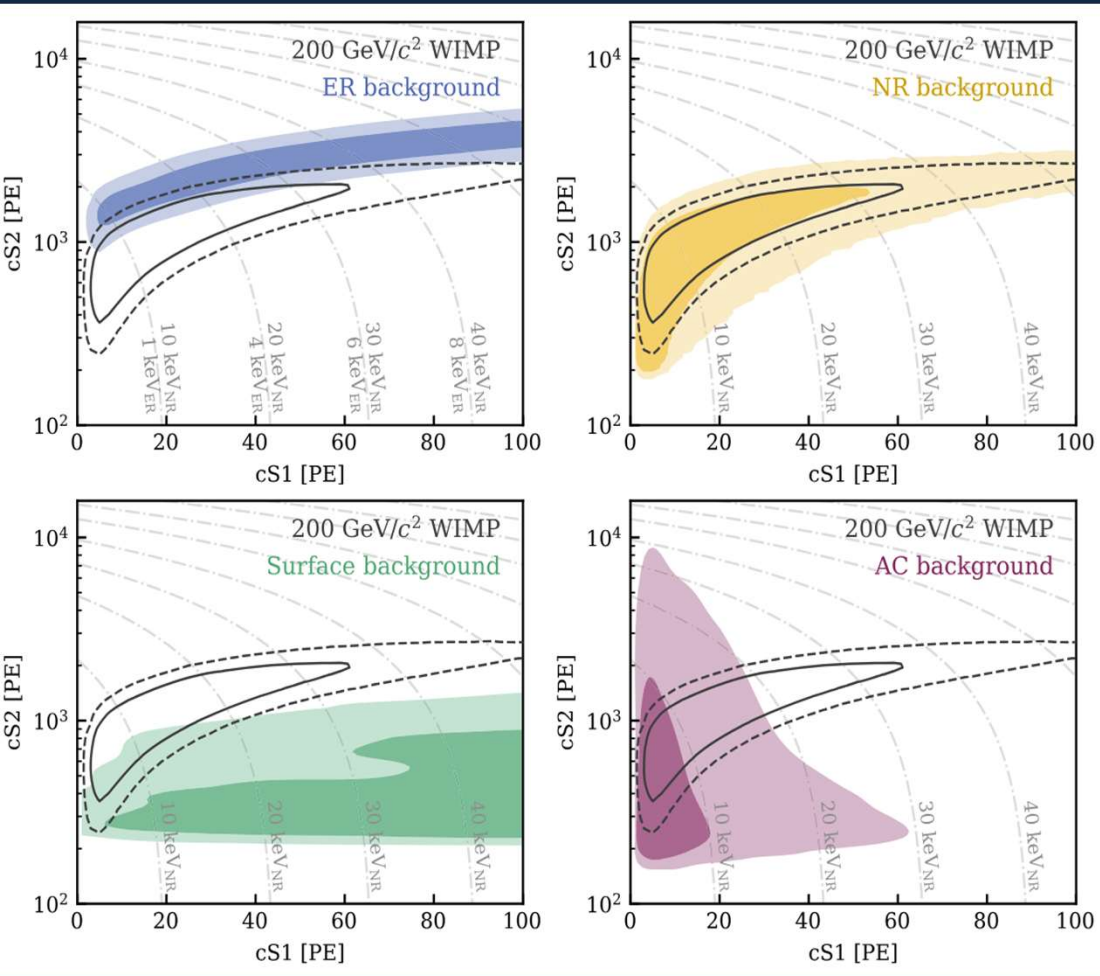 200 GeV/c² WIMP
ER background
10⁴
10³
10²
cS2 [PE]
1 keV_ER
10 keV_NR
4 keV_ER
20 keV_NR
6 keV_ER
30 keV_NR
8 keV_ER
40 keV_NR
0 20 40 60 80 100
cS1 [PE]
200 GeV/c² WIMP
NR background
10⁴
10³
10²
cS2 [PE]
10 keV_NR
20 keV_NR
30 keV_NR
40 keV_NR
0 20 40 60 80 100
cS1 [PE]
200 GeV/c² WIMP
Surface background
10⁴
10³
10²
cS2 [PE]
10 keV_NR
20 keV_NR
30 keV_NR
40 keV_NR
0 20 40 60 80 100
cS1 [PE]
200 GeV/c² WIMP
AC background
10⁴
10³
10²
cS2 [PE]
10 keV_NR
20 keV_NR
30 keV_NR
40 keV_NR
0 20 40 60 80 100
cS1 [PE]